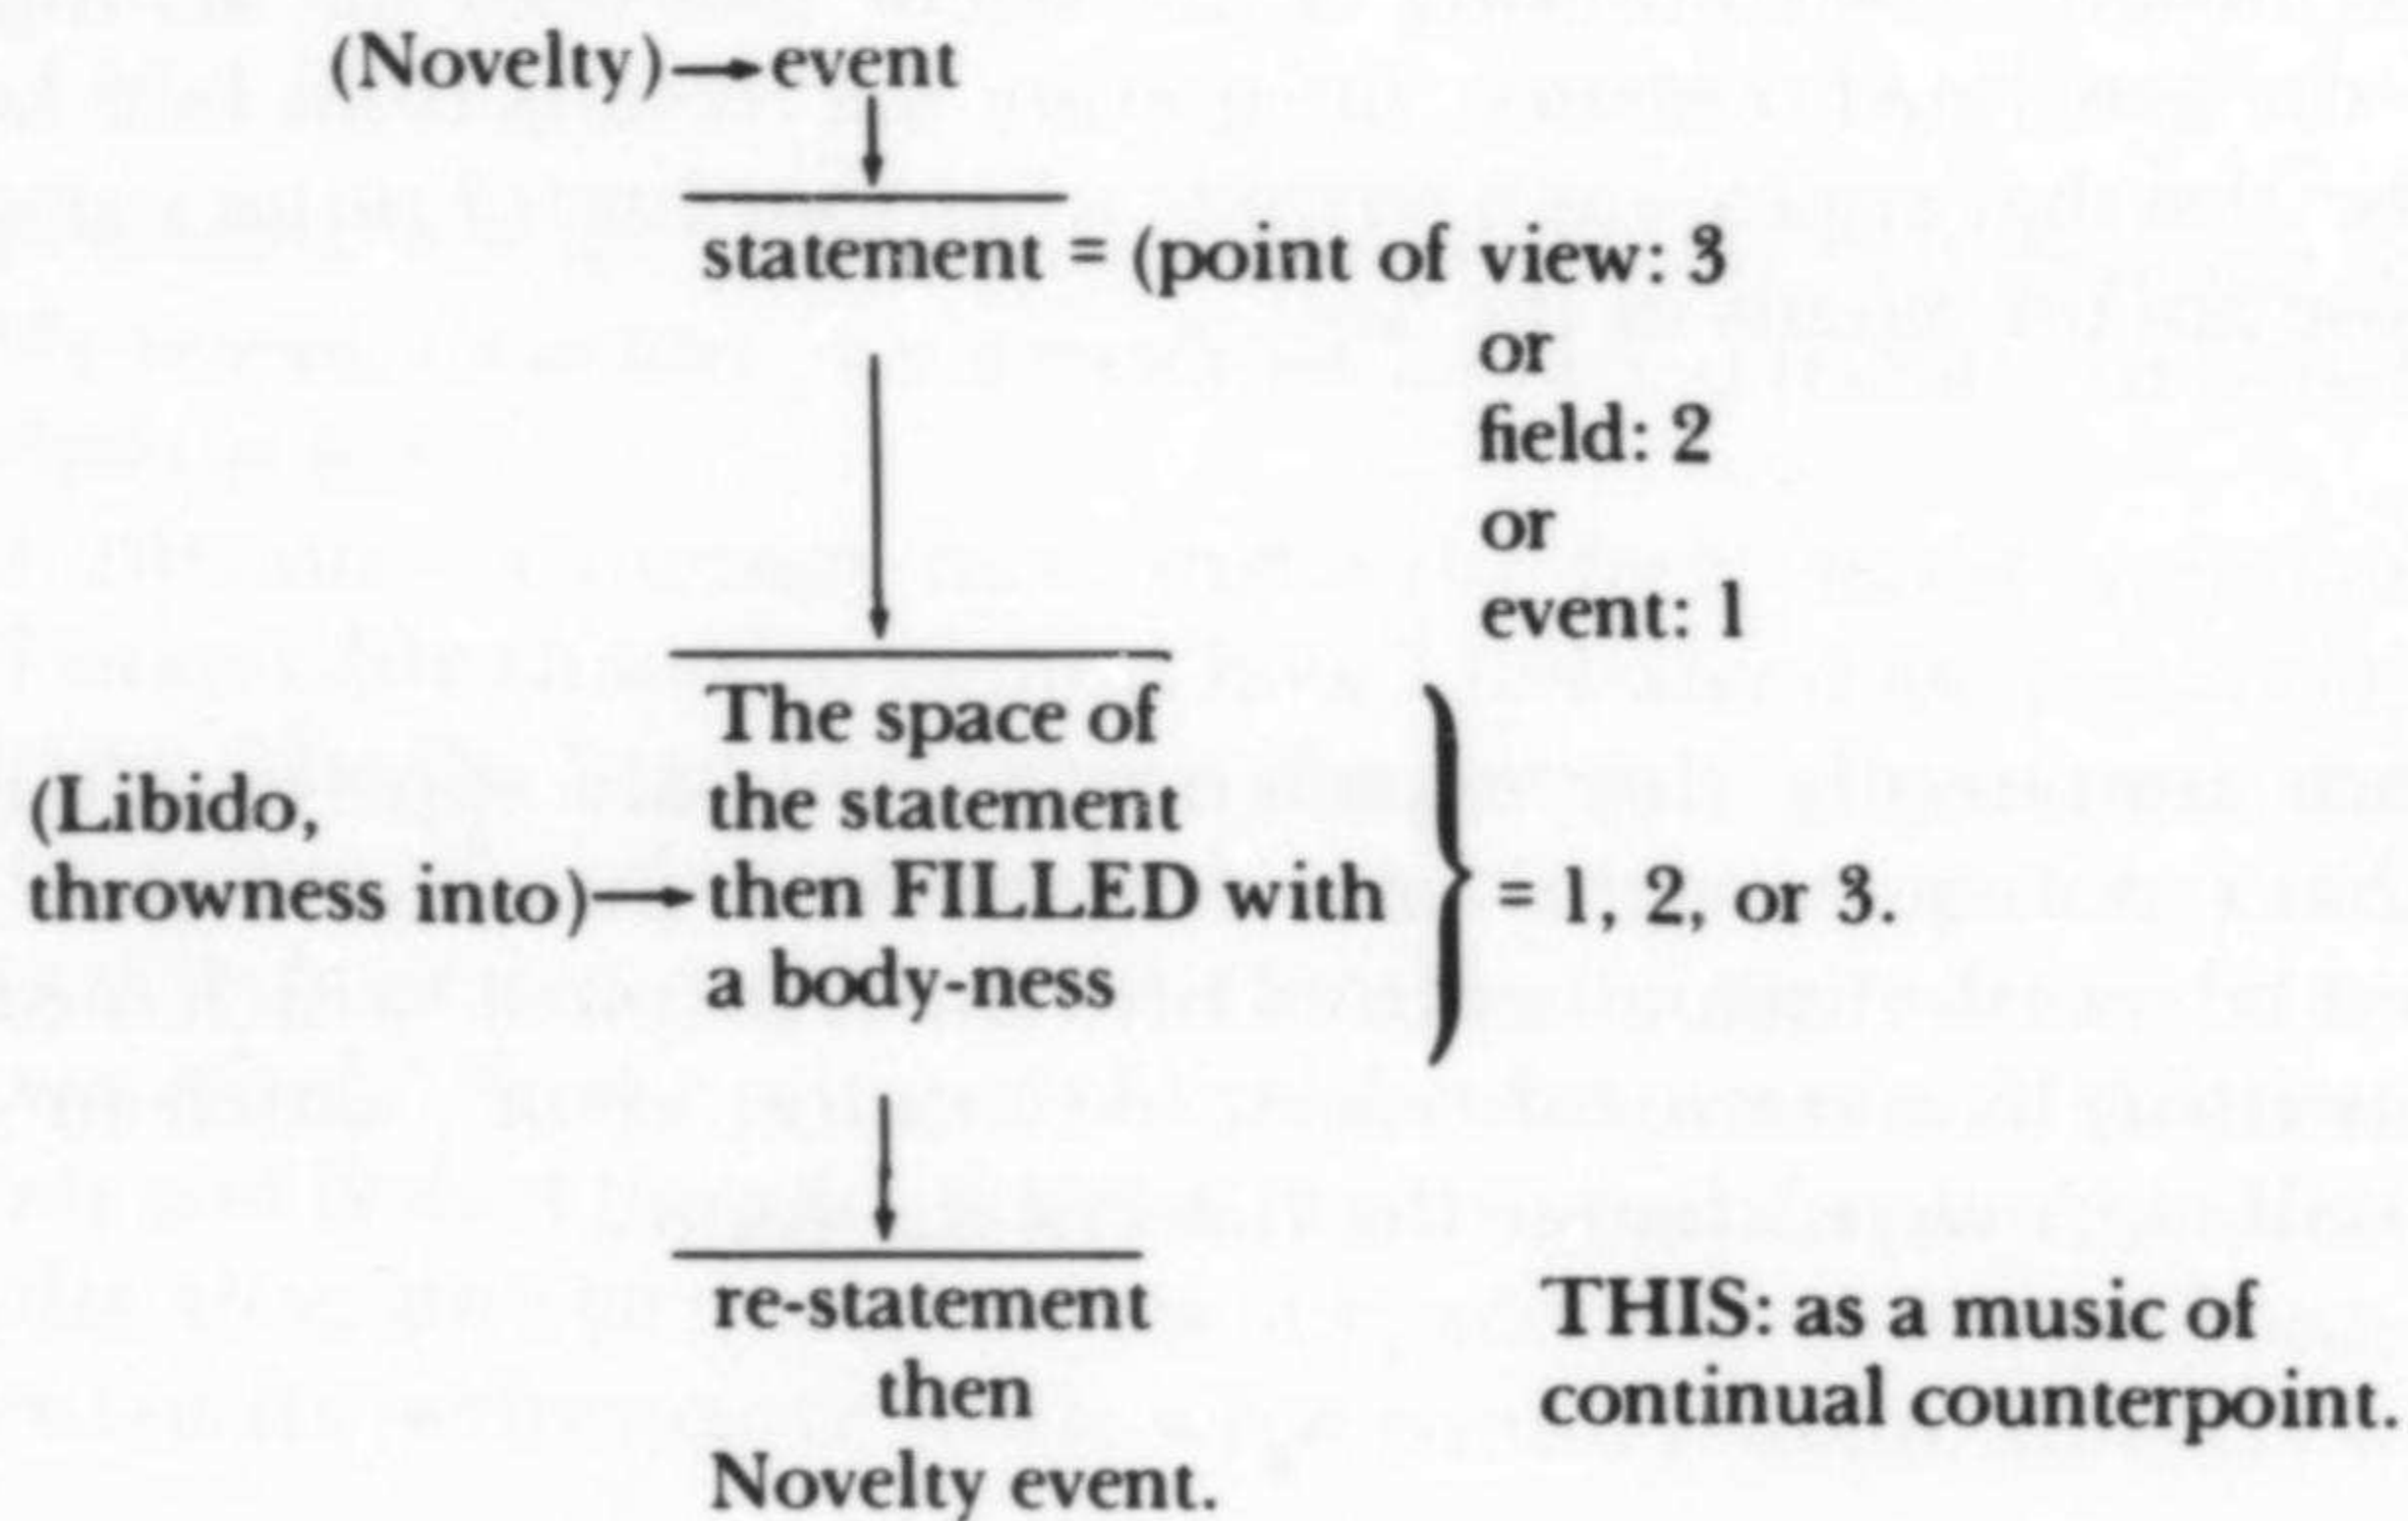 (Novelty)→event
statement = (point of view: 3
or
field: 2
or
event: 1
The space of
the statement
(Libido,
throwness into)→then FILLED with
a body-ness
= 1, 2, or 3.
re-statement
then
Novelty event.
THIS: as a music of
continual counterpoint.